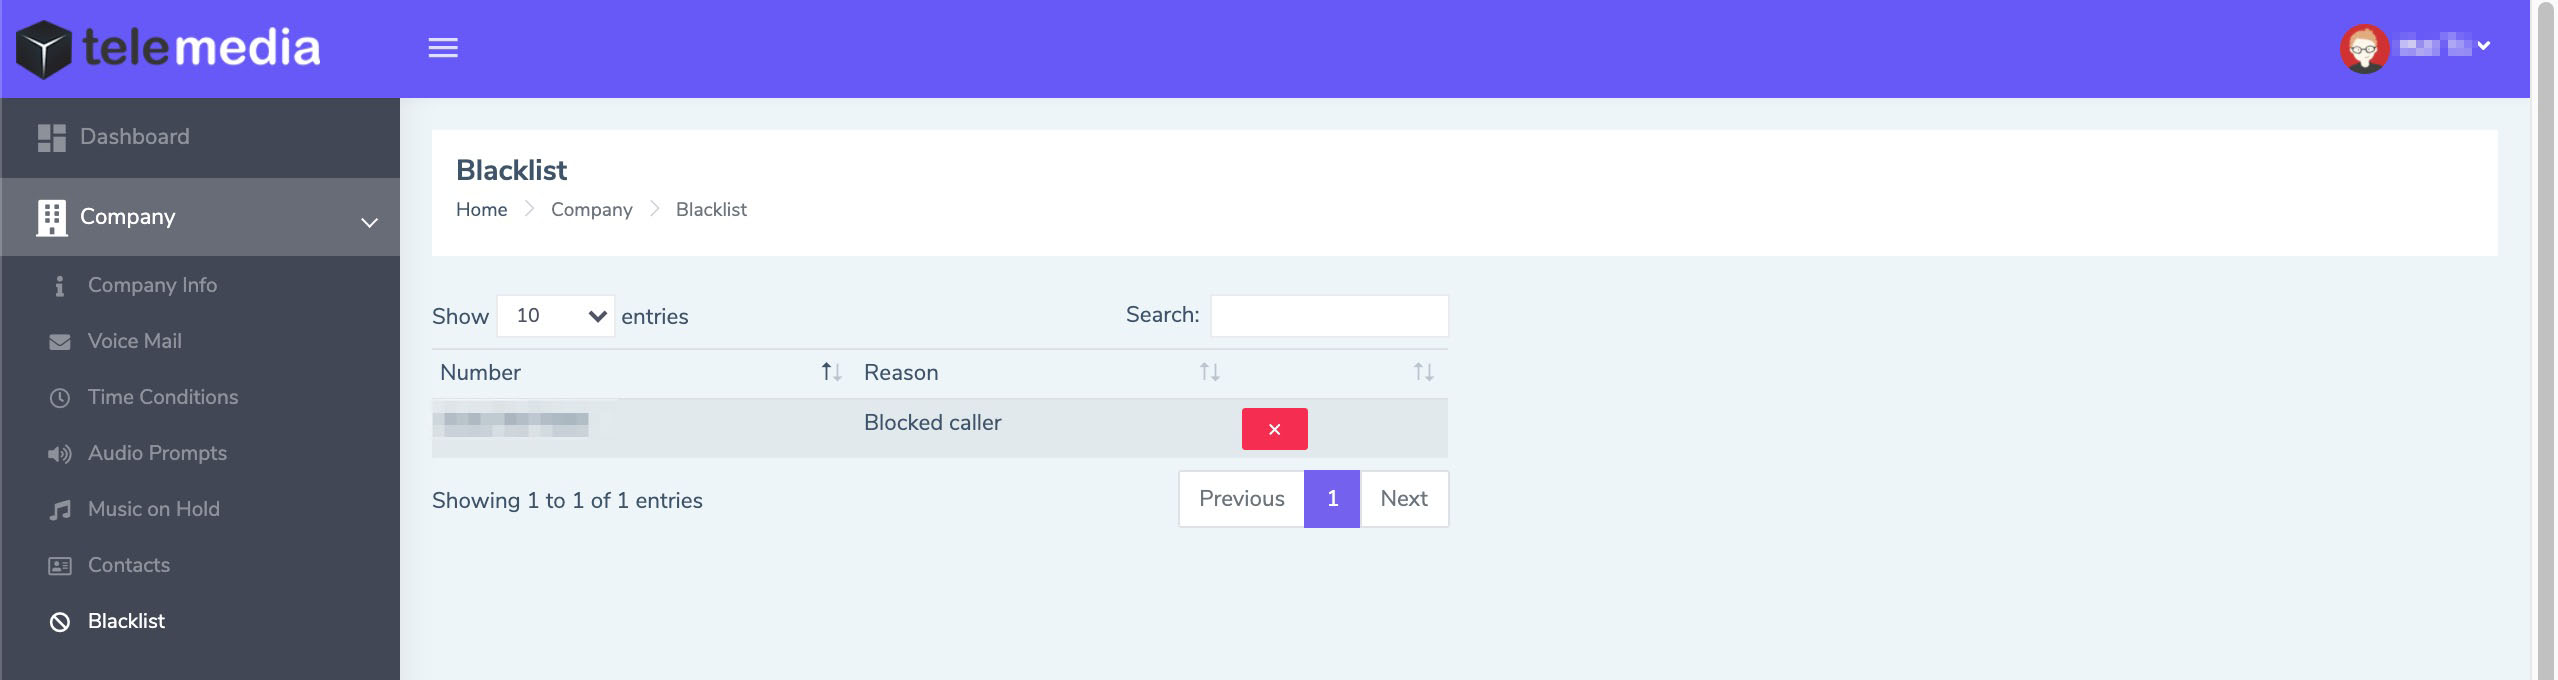 telemedia
Dashboard
Company
Company Info
Voice Mail
Time Conditions
Audio Prompts
Music on Hold
Contacts
Blacklist
Blacklist
Home Company Blacklist
Show 10 entries Search:
Number Reason
Blocked caller
Showing 1 to 1 of 1 entries Previous 1 Next